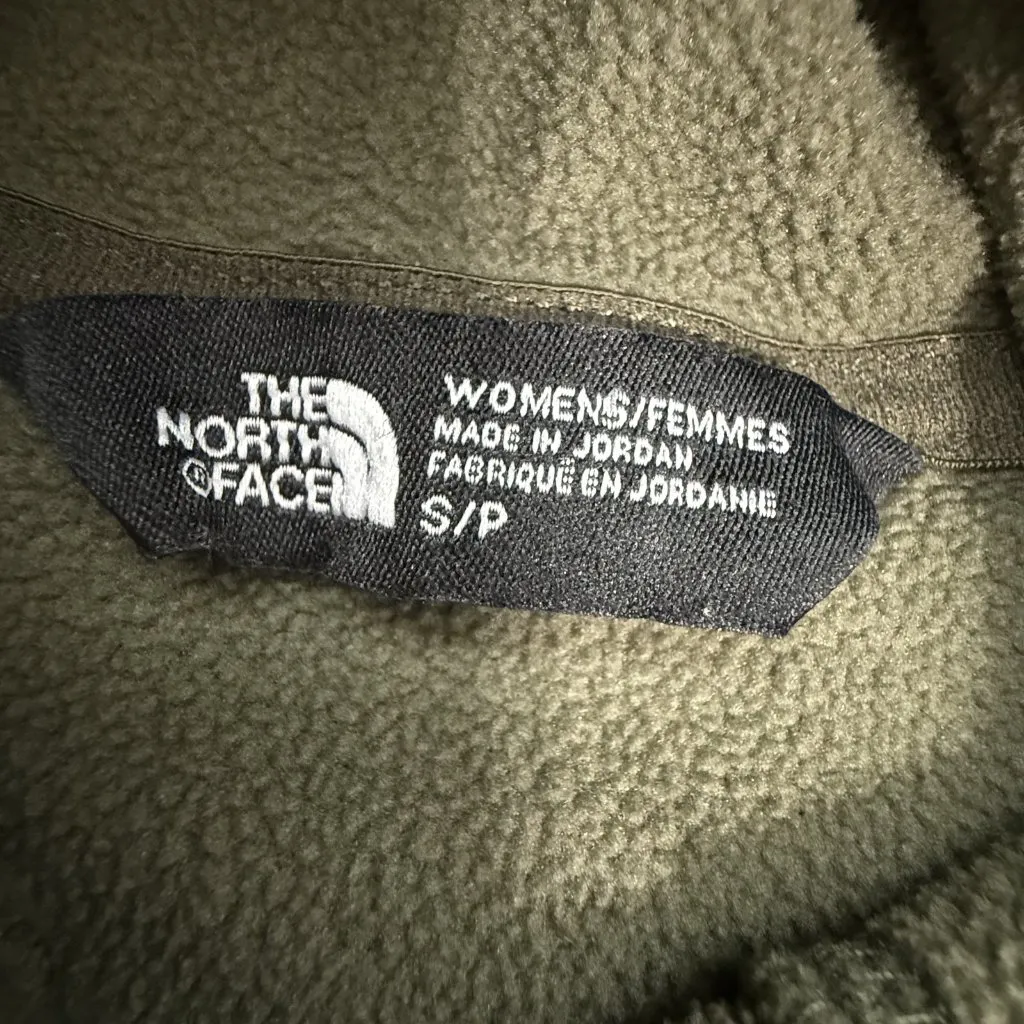 THE
NORTH
®FACE
WOMENS/FEMMES
MADE IN JORDAN
FABRIQUÉ EN JORDANIE
S/P